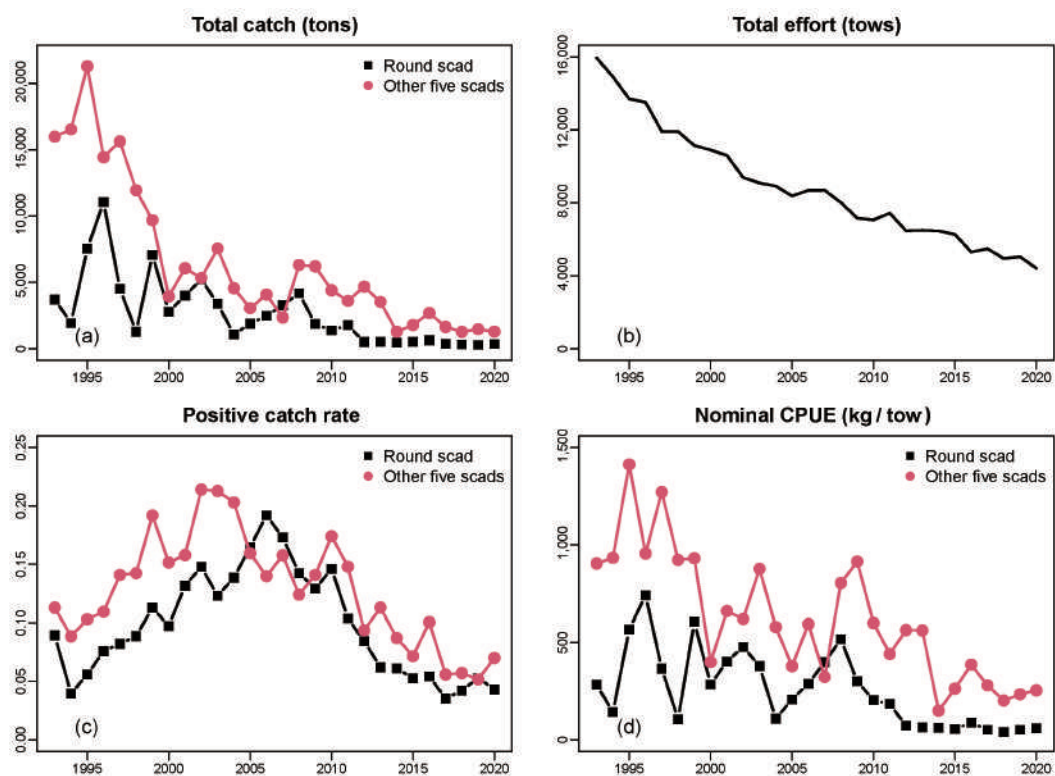 Total catch (tons)
20,000
15,000
10,000
5,000
0
Round scad
Other five scads
(a)
1995 2000 2005 2010 2015 2020
Total effort (tows)
16,000
12,000
8,000
4,000
0
(b)
1995 2000 2005 2010 2015 2020
Positive catch rate
0.25
0.20
0.15
0.10
0.05
0.00
Round scad
Other five scads
(c)
1995 2000 2005 2010 2015 2020
Nominal CPUE (kg / tow)
1,500
1,000
500
0
Round scad
Other five scads
(d)
1995 2000 2005 2010 2015 2020